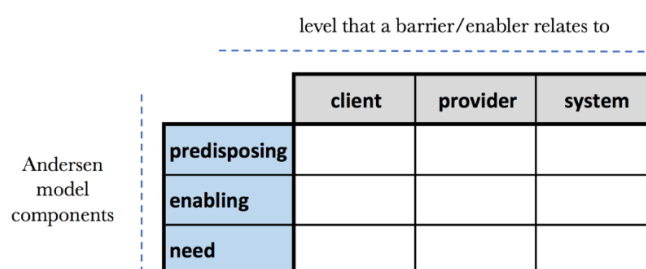 level that a barrier/enabler relates to
client provider system
predisposing
Andersen
model
components
enabling
need